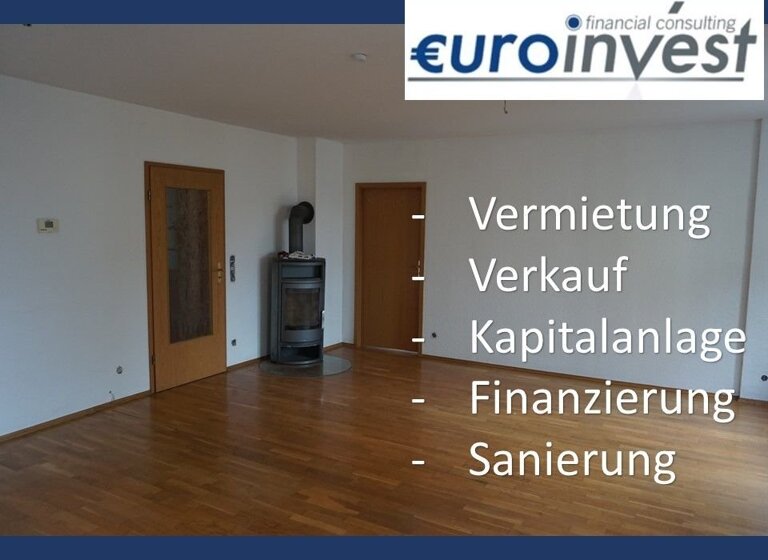 financial consulting
€uroinvest
- Vermietung
- Verkauf
- Kapitalanlage
- Finanzierung
- Sanierung